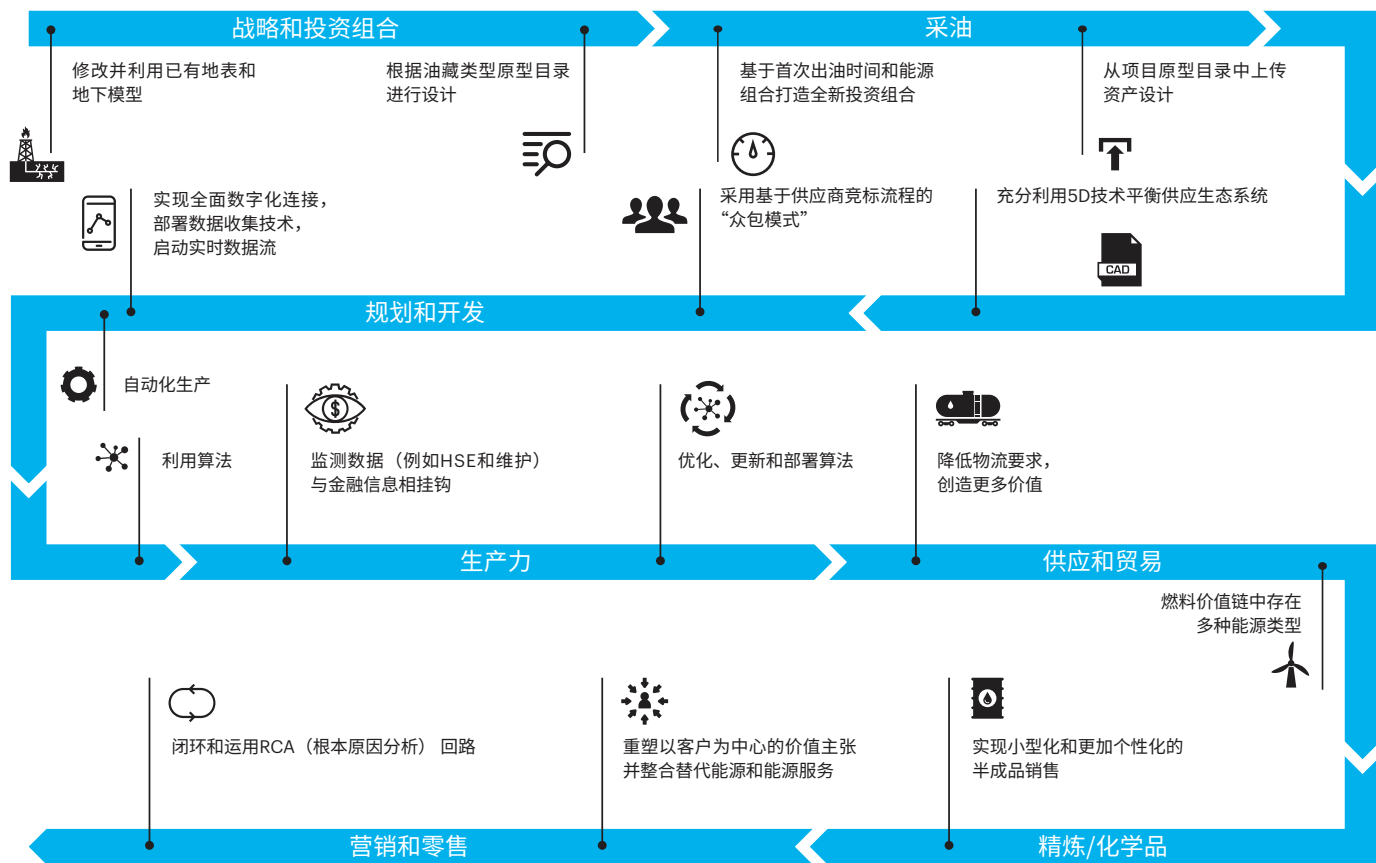 战略和投资组合
采油
修改并利用已有地表和
地下模型
根据油藏类型原型目录
进行设计
基于首次出油时间和能源
组合打造全新投资组合
从项目原型目录中上传
资产设计
实现全面数字化连接，
部署数据收集技术，
启动实时数据流
采用基于供应商竞标流程的
“众包模式”
充分利用5D技术平衡供应生态系统
CAD
规划和开发
自动化生产
利用算法
监测数据（例如HSE和维护）
与金融信息相挂钩
优化、更新和部署算法
降低物流要求，
创造更多价值
生产力
供应和贸易
燃料价值链中存在
多种能源类型
闭环和运用RCA（根本原因分析） 回路
重塑以客户为中心的价值主张
并整合替代能源和能源服务
实现小型化和更加个性化的
半成品销售
营销和零售
精炼/化学品